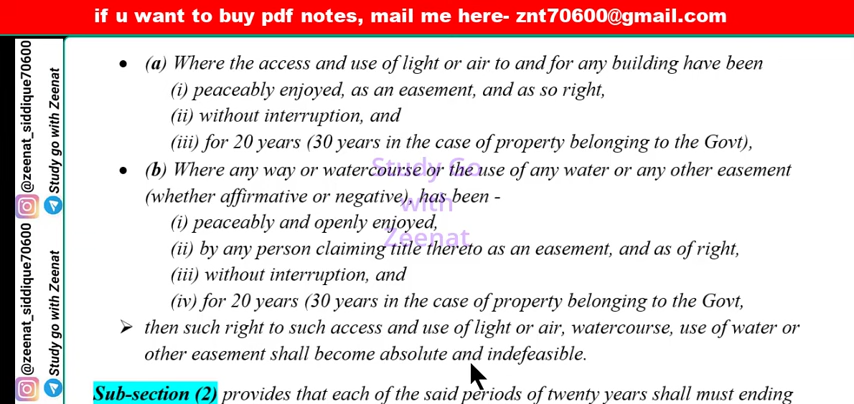 if u want to buy pdf notes, mail me here- znt70600@gmail.com
• (a) Where the access and use of light or air to and for any building have been
(i) peaceably enjoyed, as an easement, and as so right,
(ii) without interruption, and
(iii) for 20 years (30 years in the case of property belonging to the Govt),
• (b) Where any way or watercourse or the use of any water or any other easement
(whether affirmative or negative), has been -
(i) peaceably and openly enjoyed,
(ii) by any person claiming title thereto as an easement, and as of right,
(iii) without interruption, and
(iv) for 20 years (30 years in the case of property belonging to the Govt,
➢ then such right to such access and use of light or air, watercourse, use of water or
other easement shall become absolute and indefeasible.
Sub-section (2) provides that each of the said periods of twenty years shall must ending
Study Go
with
Zeenat
@zeenat_siddique70600
Study go with Zeenat
@zeenat_siddique70600
Study go with Zeenat